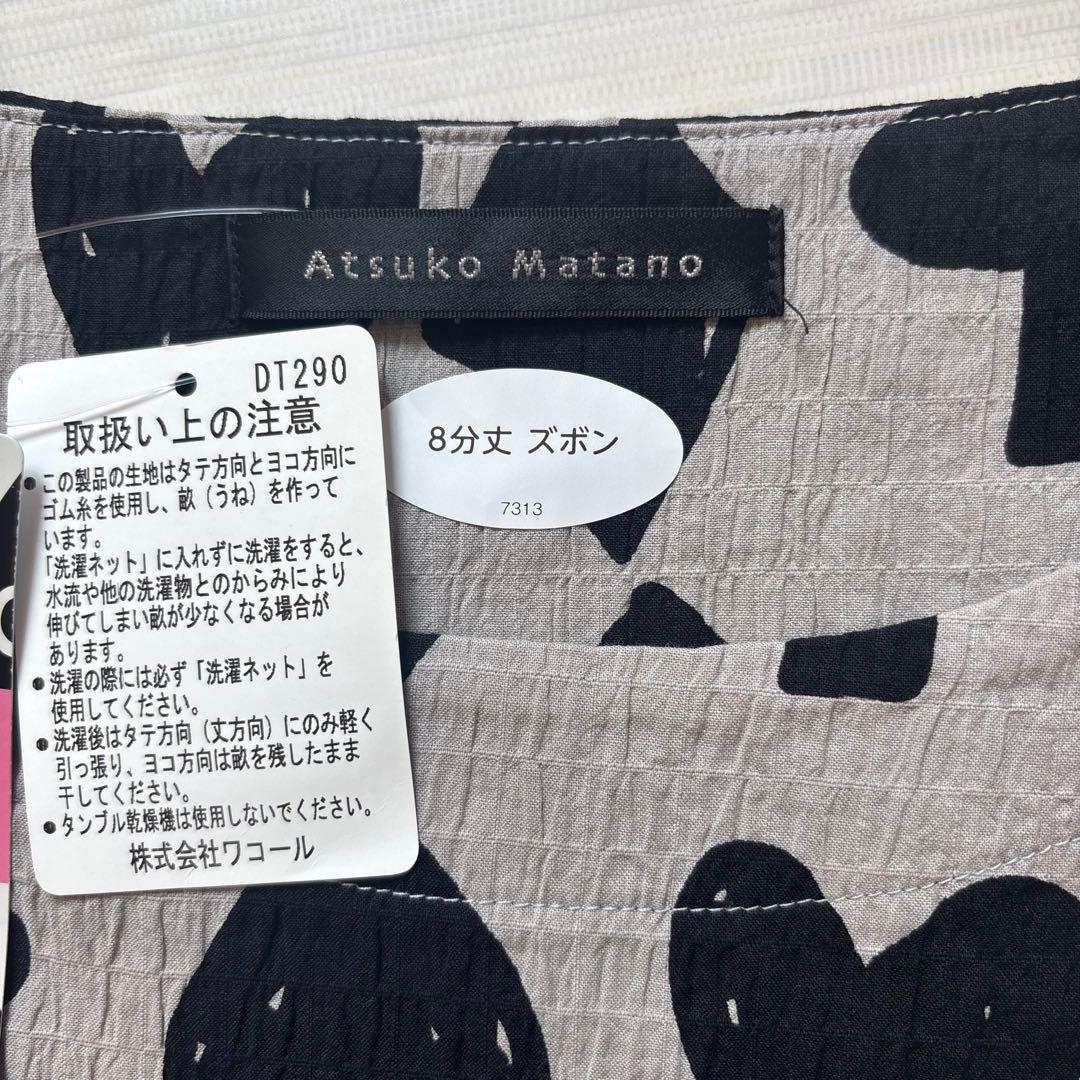 Atsuko Matano
DT290
取扱い上の注意
●この製品の生地はタテ方向とヨコ方向に
ゴム糸を使用し、畝（うね）を作って
います。
「洗濯ネット」に入れずに洗濯をすると、
水流や他の洗濯物とのからみにより
伸びてしまい畝が少なくなる場合が
あります。
●洗濯の際には必ず「洗濯ネット」を
使用してください。
●洗濯後はタテ方向（丈方向）にのみ軽く
引っ張り、ヨコ方向は畝を残したまま
干してください。
●タンブル乾燥機は使用しないでください。
株式会社ワコール
8分丈 ズボン
7313